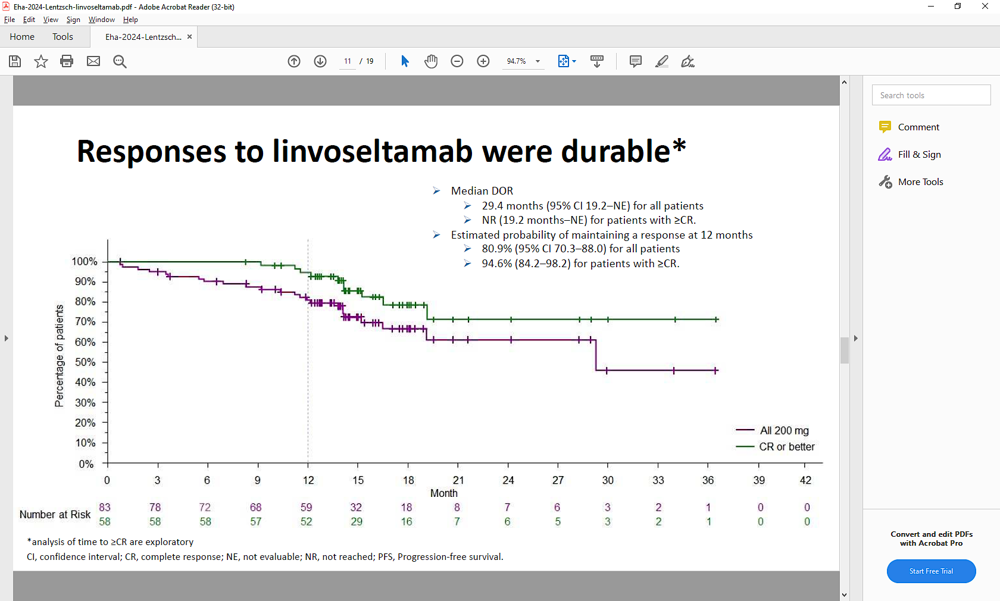 Eha-2024-Lentzsch-linvoseltamab.pdf - Adobe Acrobat Reader (32-bit)
File Edit View Sign Window Help
Home Tools Eha-2024-Lentzsch... ×
11 / 19 94.7%
Search tools
Comment
Fill & Sign
More Tools
Responses to linvoseltamab were durable*
Median DOR
29.4 months (95% CI 19.2–NE) for all patients
NR (19.2 months–NE) for patients with ≥CR.
Estimated probability of maintaining a response at 12 months
80.9% (95% CI 70.3–88.0) for all patients
94.6% (84.2–98.2) for patients with ≥CR.
Percentage of patients
100%
90%
80%
70%
60%
50%
40%
30%
20%
10%
0%
All 200 mg
CR or better
0 3 6 9 12 15 18 21 24 27 30 33 36 39 42
Month
Number at Risk
83 78 72 68 59 32 18 8 7 6 3 2 1 0 0
58 58 58 57 52 29 16 7 6 5 3 2 1 0 0
*analysis of time to ≥CR are exploratory
CI, confidence interval; CR, complete response; NE, not evaluable; NR, not reached; PFS, Progression-free survival.
Convert and edit PDFs
with Acrobat Pro
Start Free Trial